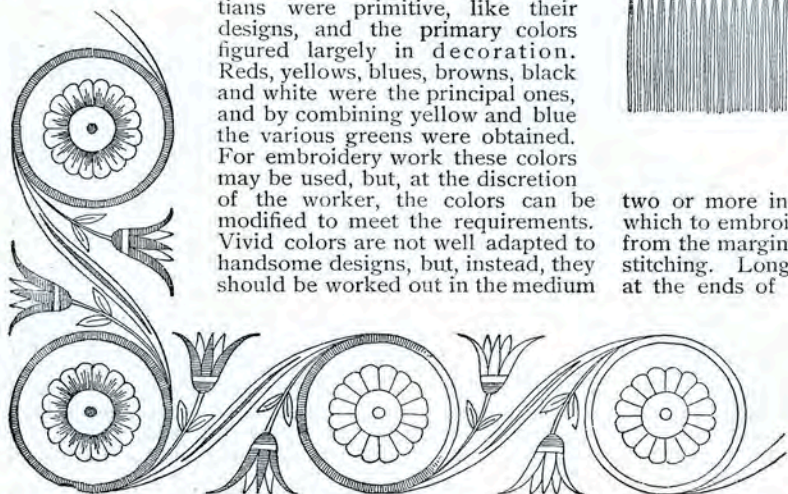 tians were primitive, like their
designs, and the primary colors
figured largely in decoration.
Reds, yellows, blues, browns, black
and white were the principal ones,
and by combining yellow and blue
the various greens were obtained.
For embroidery work these colors
may be used, but, at the discretion
of the worker, the colors can be
modified to meet the requirements.
Vivid colors are not well adapted to
handsome designs, but, instead, they
should be worked out in the medium
two or more in
which to embroi
from the margin
stitching. Long
at the ends of